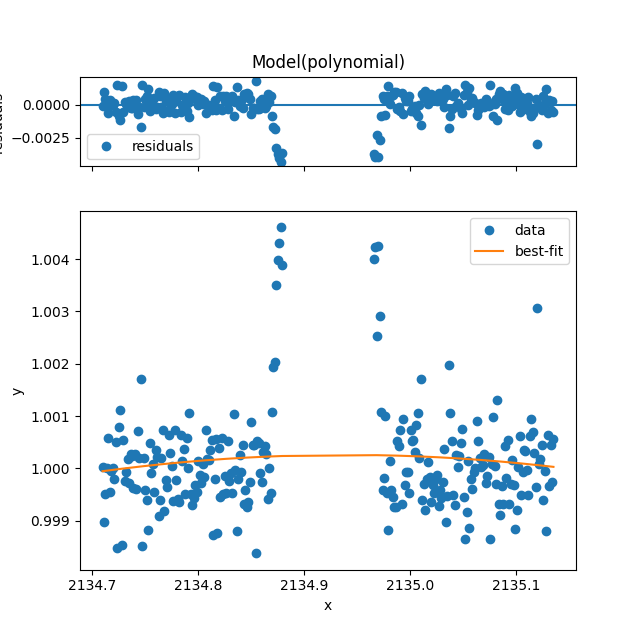 Model(polynomial)
residuals
0.0000
−0.0025
residuals
y
1.004
1.003
1.002
1.001
1.000
0.999
data
best-fit
2134.7
2134.8
2134.9
2135.0
2135.1
x